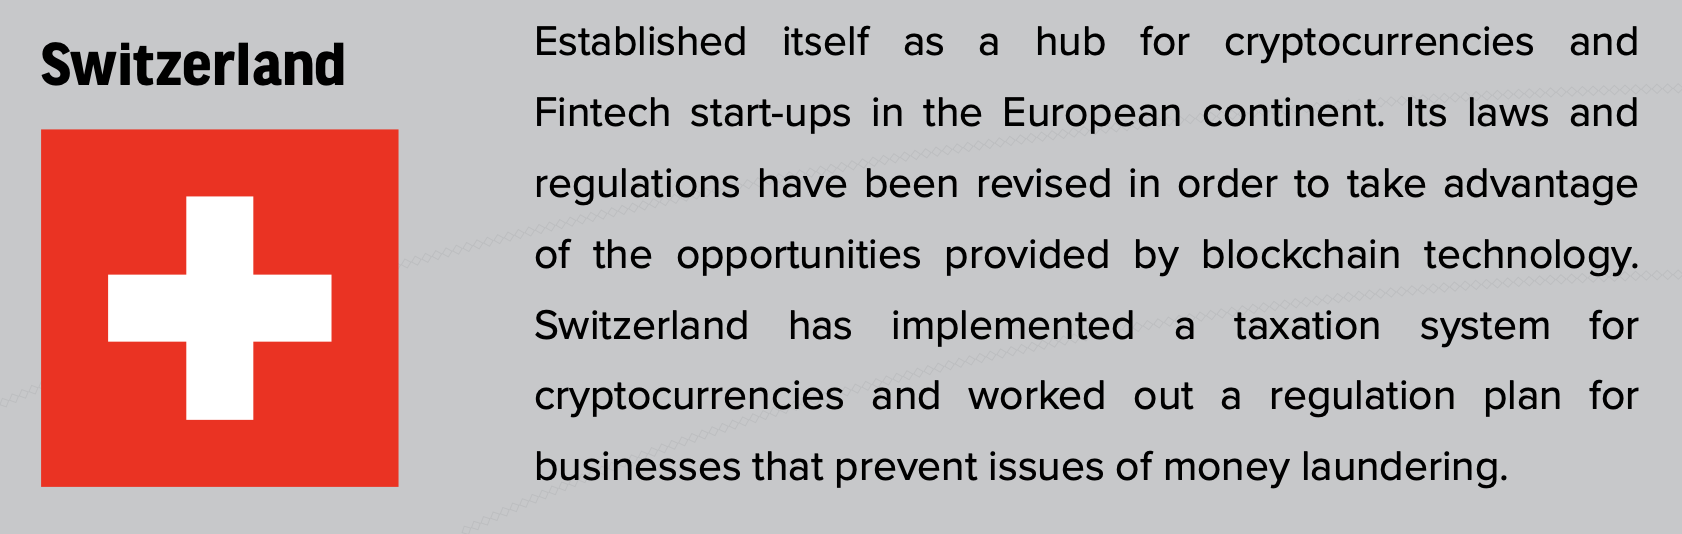 Switzerland
Established itself as a hub for cryptocurrencies and
Fintech start-ups in the European continent. Its laws and
regulations have been revised in order to take advantage
of the opportunities provided by blockchain technology.
Switzerland has implemented a taxation system for
cryptocurrencies and worked out a regulation plan for
businesses that prevent issues of money laundering.